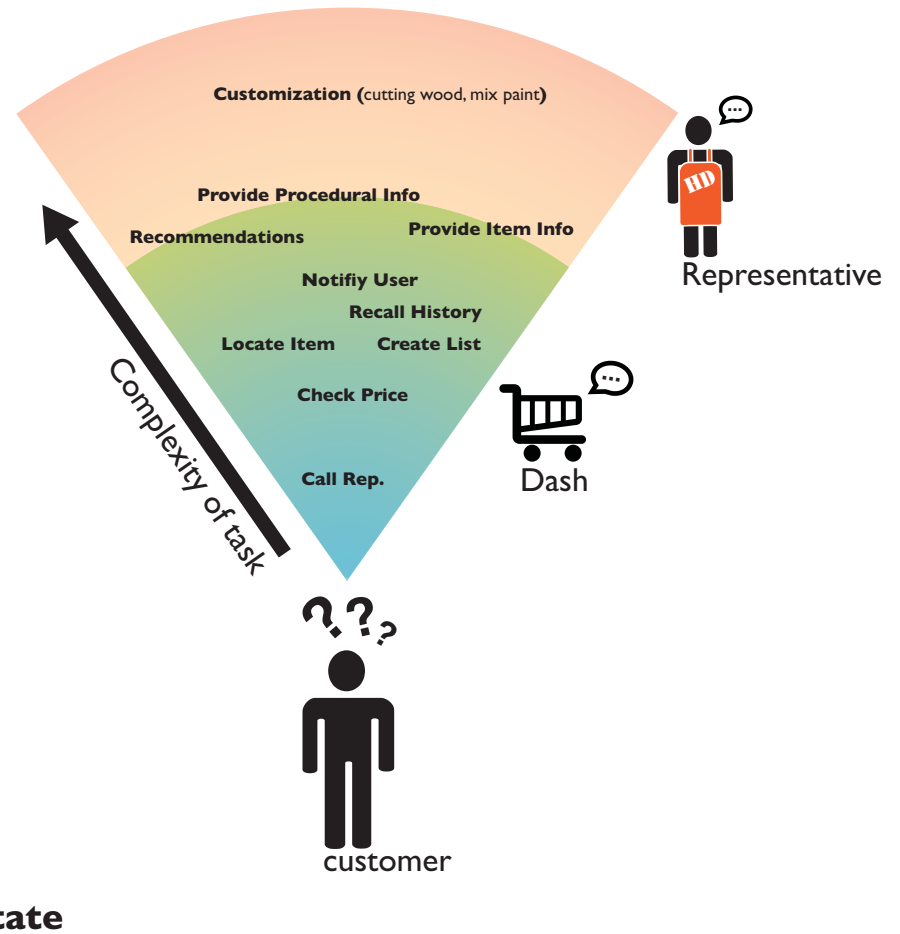 Customization (cutting wood, mix paint)
Provide Procedural Info
Provide Item Info
Recommendations
HD
Representative
Notifiy User
Recall History
Locate Item
Create List
Check Price
Dash
Call Rep.
Complexity of task
???
customer